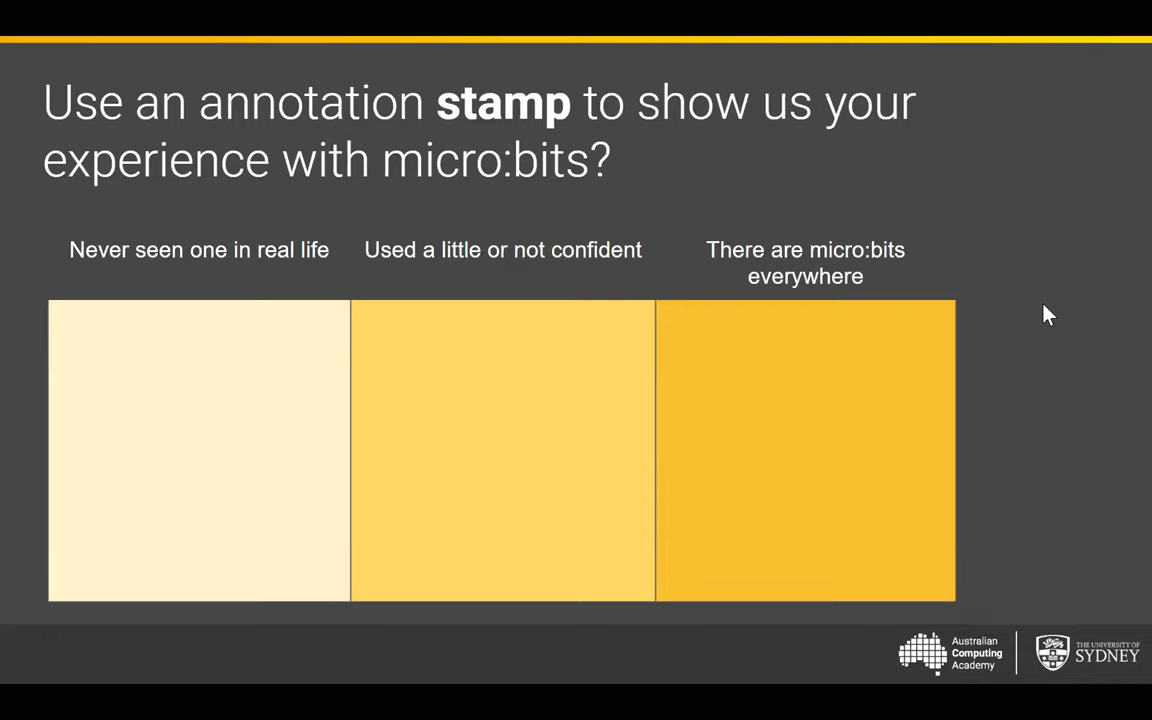 Use an annotation stamp to show us your
experience with micro:bits?
Never seen one in real life
Used a little or not confident
There are micro:bits
everywhere
Australian
Computing
Academy
THE UNIVERSITY OF
SYDNEY